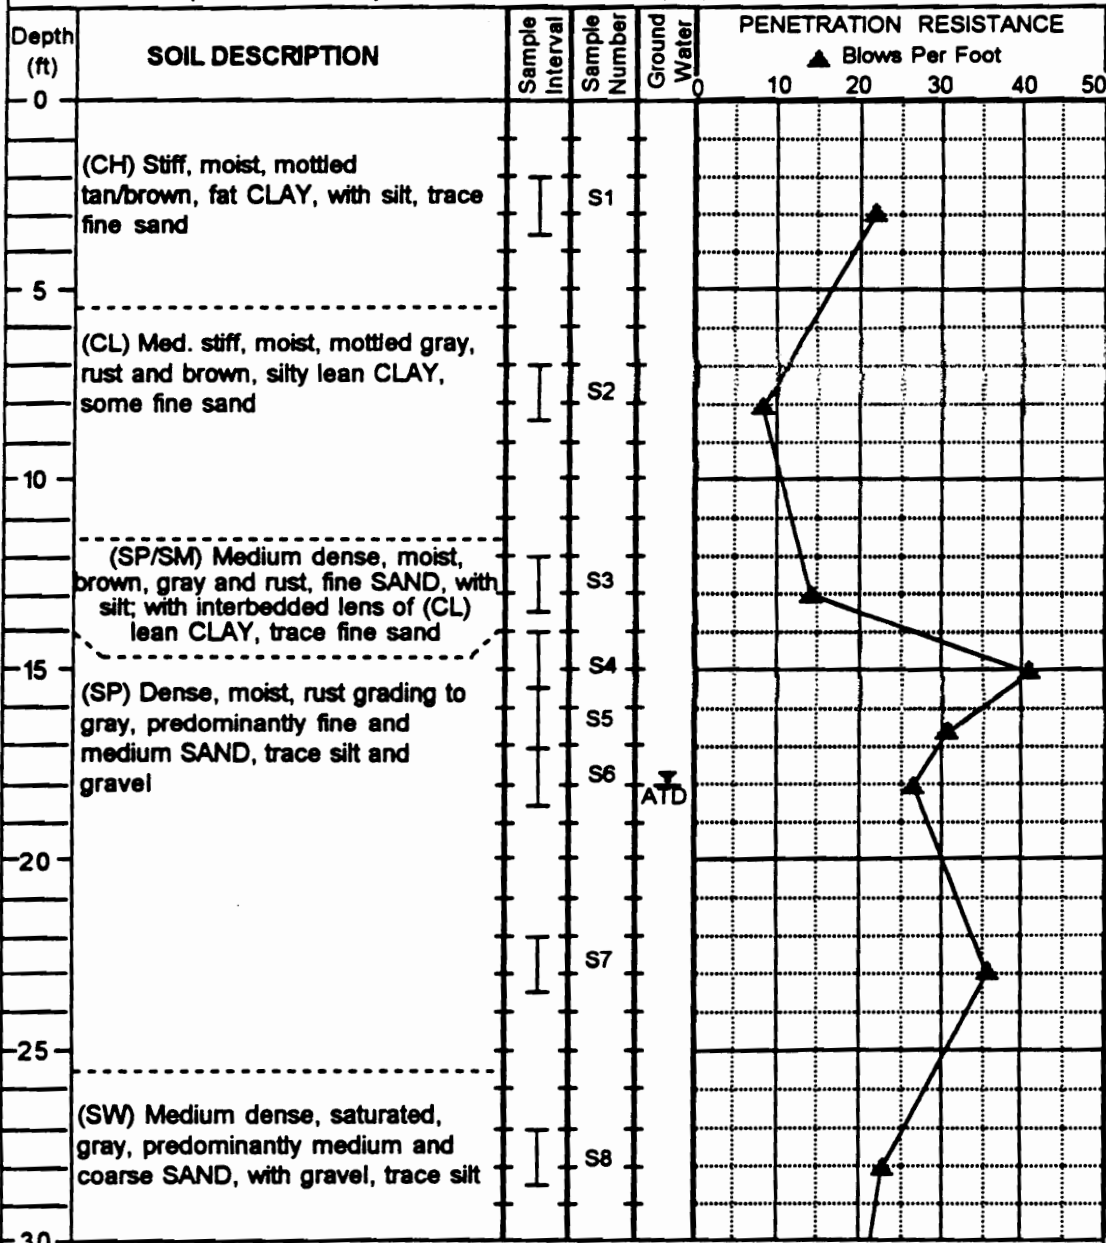 Depth
(ft)
SOIL DESCRIPTION
Sample
Interval
Sample
Number
Ground
Water
PENETRATION RESISTANCE
▲ Blows Per Foot
0 10 20 30 40 50
0
(CH) Stiff, moist, mottled
tan/brown, fat CLAY, with silt, trace
fine sand
S1
5
(CL) Med. stiff, moist, mottled gray,
rust and brown, silty lean CLAY,
some fine sand
S2
10
(SP/SM) Medium dense, moist,
brown, gray and rust, fine SAND, with
silt; with interbedded lens of (CL)
lean CLAY, trace fine sand
S3
15
S4
(SP) Dense, moist, rust grading to
gray, predominantly fine and
medium SAND, trace silt and
gravel
S5
S6
ATD
20
S7
25
(SW) Medium dense, saturated,
gray, predominantly medium and
coarse SAND, with gravel, trace silt
S8
30